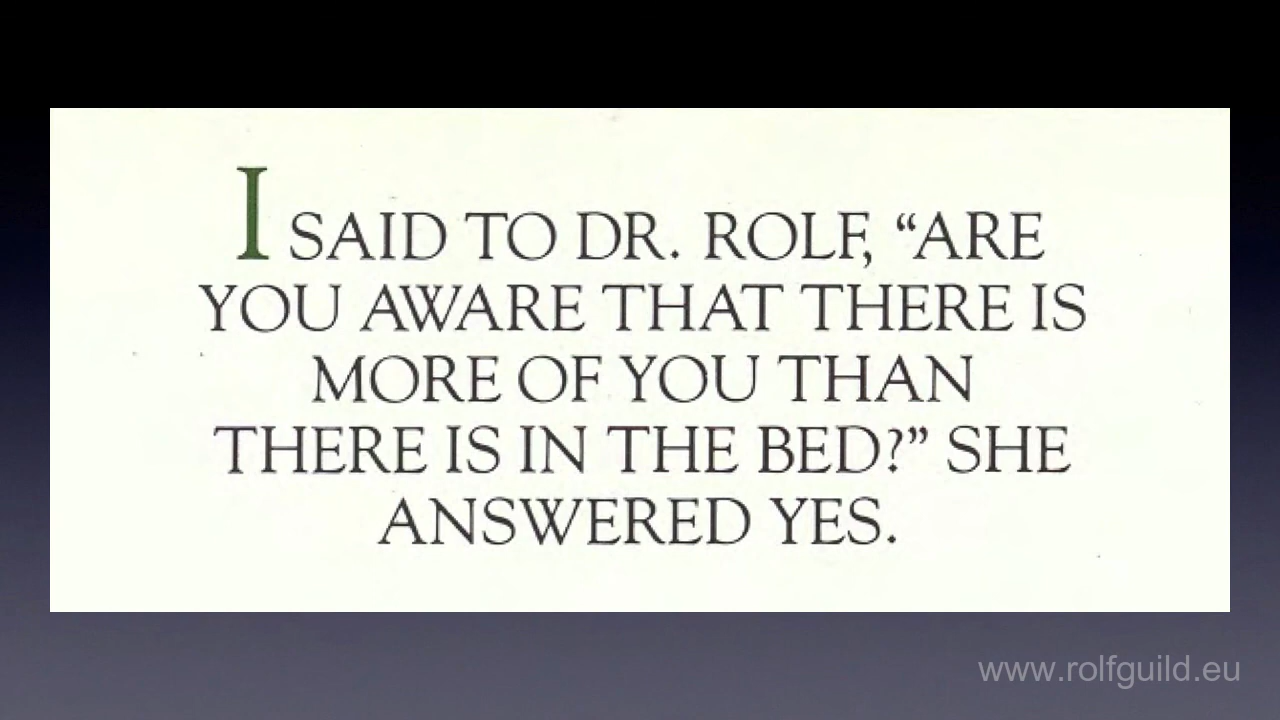 I SAID TO DR. ROLF, “ARE
YOU AWARE THAT THERE IS
MORE OF YOU THAN
THERE IS IN THE BED?” SHE
ANSWERED YES.
www.rolfguild.eu